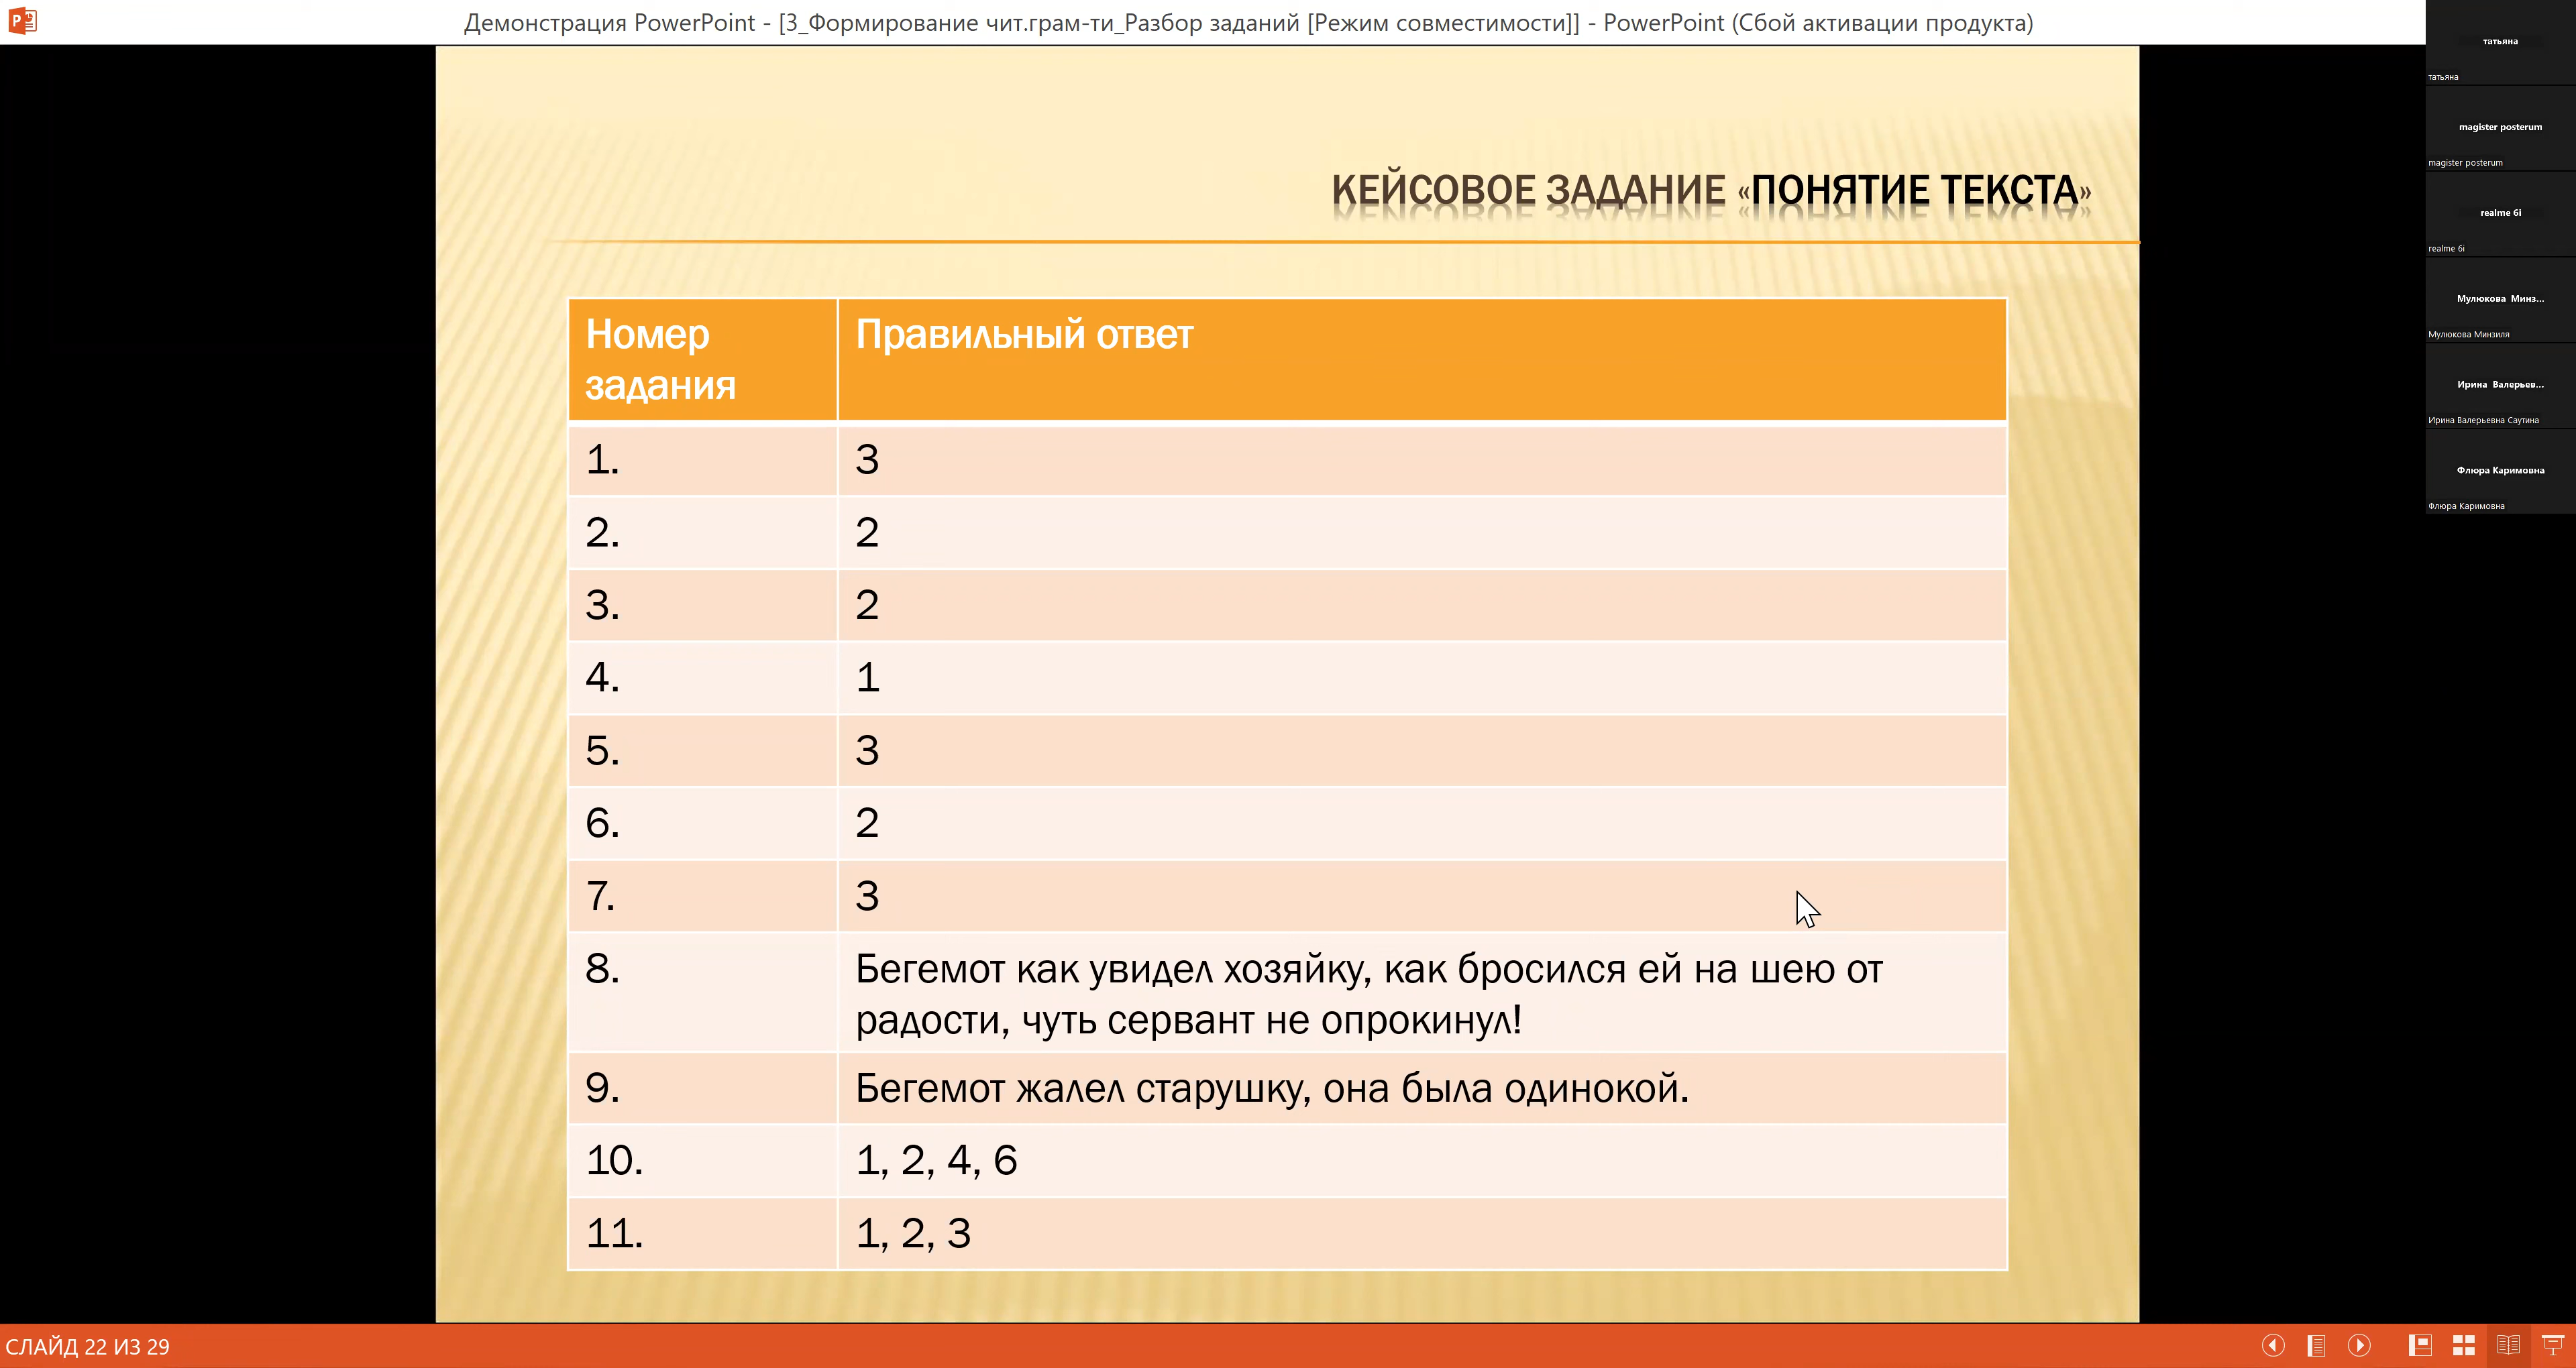 Демонстрация PowerPoint - [3_Формирование чит.грам-ти_Разбор заданий [Режим совместимости]] - PowerPoint (Сбой активации продукта)
КЕЙСОВОЕ ЗАДАНИЕ «ПОНЯТИЕ ТЕКСТА»
Номер задания Правильный ответ
1. 3
2. 2
3. 2
4. 1
5. 3
6. 2
7. 3
8. Бегемот как увидел хозяйку, как бросился ей на шею от
радости, чуть сервант не опрокинул!
9. Бегемот жалел старушку, она была одинокой.
10. 1, 2, 4, 6
11. 1, 2, 3
татьяна
татьяна
magister posterum
magister posterum
realme 6i
realme 6i
Мулюкова Минз...
Мулюкова Минзиля
Ирина Валерьев...
Ирина Валерьевна Саутина
Флюра Каримовна
Флюра Каримовна
СЛАЙД 22 ИЗ 29